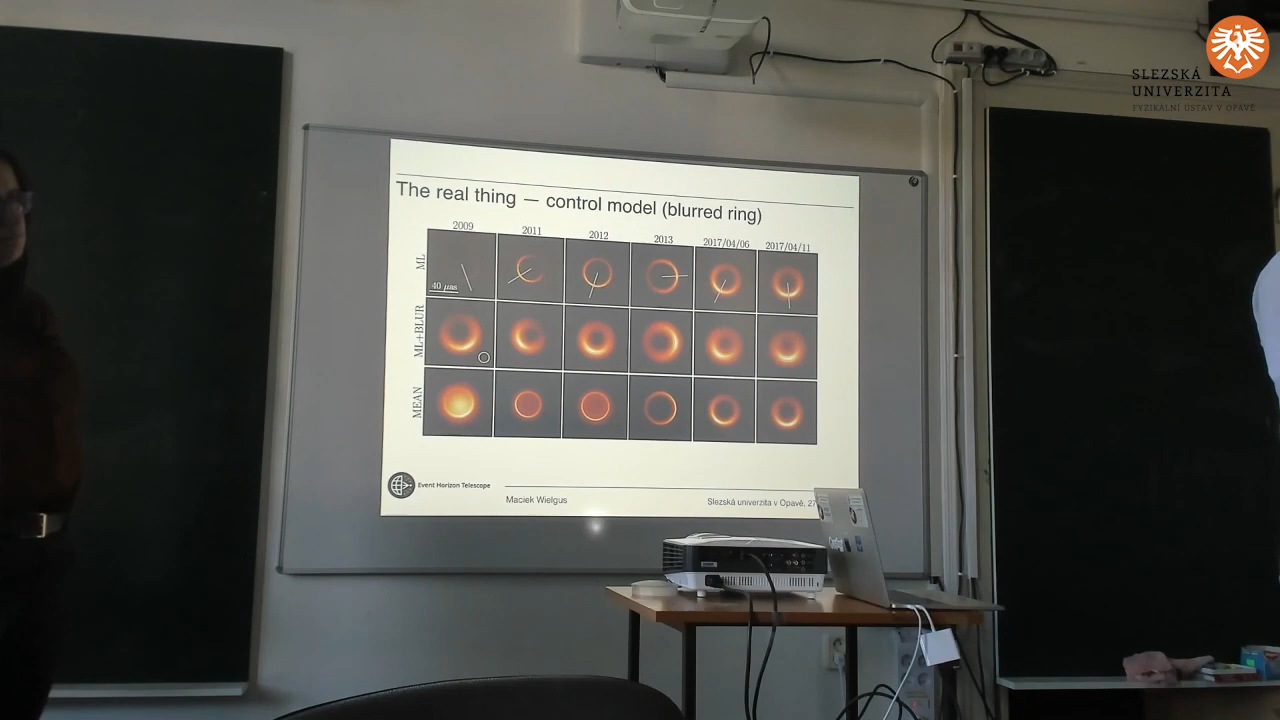 SLEZSKÁ
UNIVERZITA
FYZIKÁLNÍ ÚSTAV V OPAVĚ
The real thing — control model (blurred ring)
2009 2011 2012 2013 2017/04/06 2017/04/11
ML
40 μas
ML+BLUR
MEAN
Event Horizon Telescope
Maciek Wielgus
Slezská univerzita v Opavě,